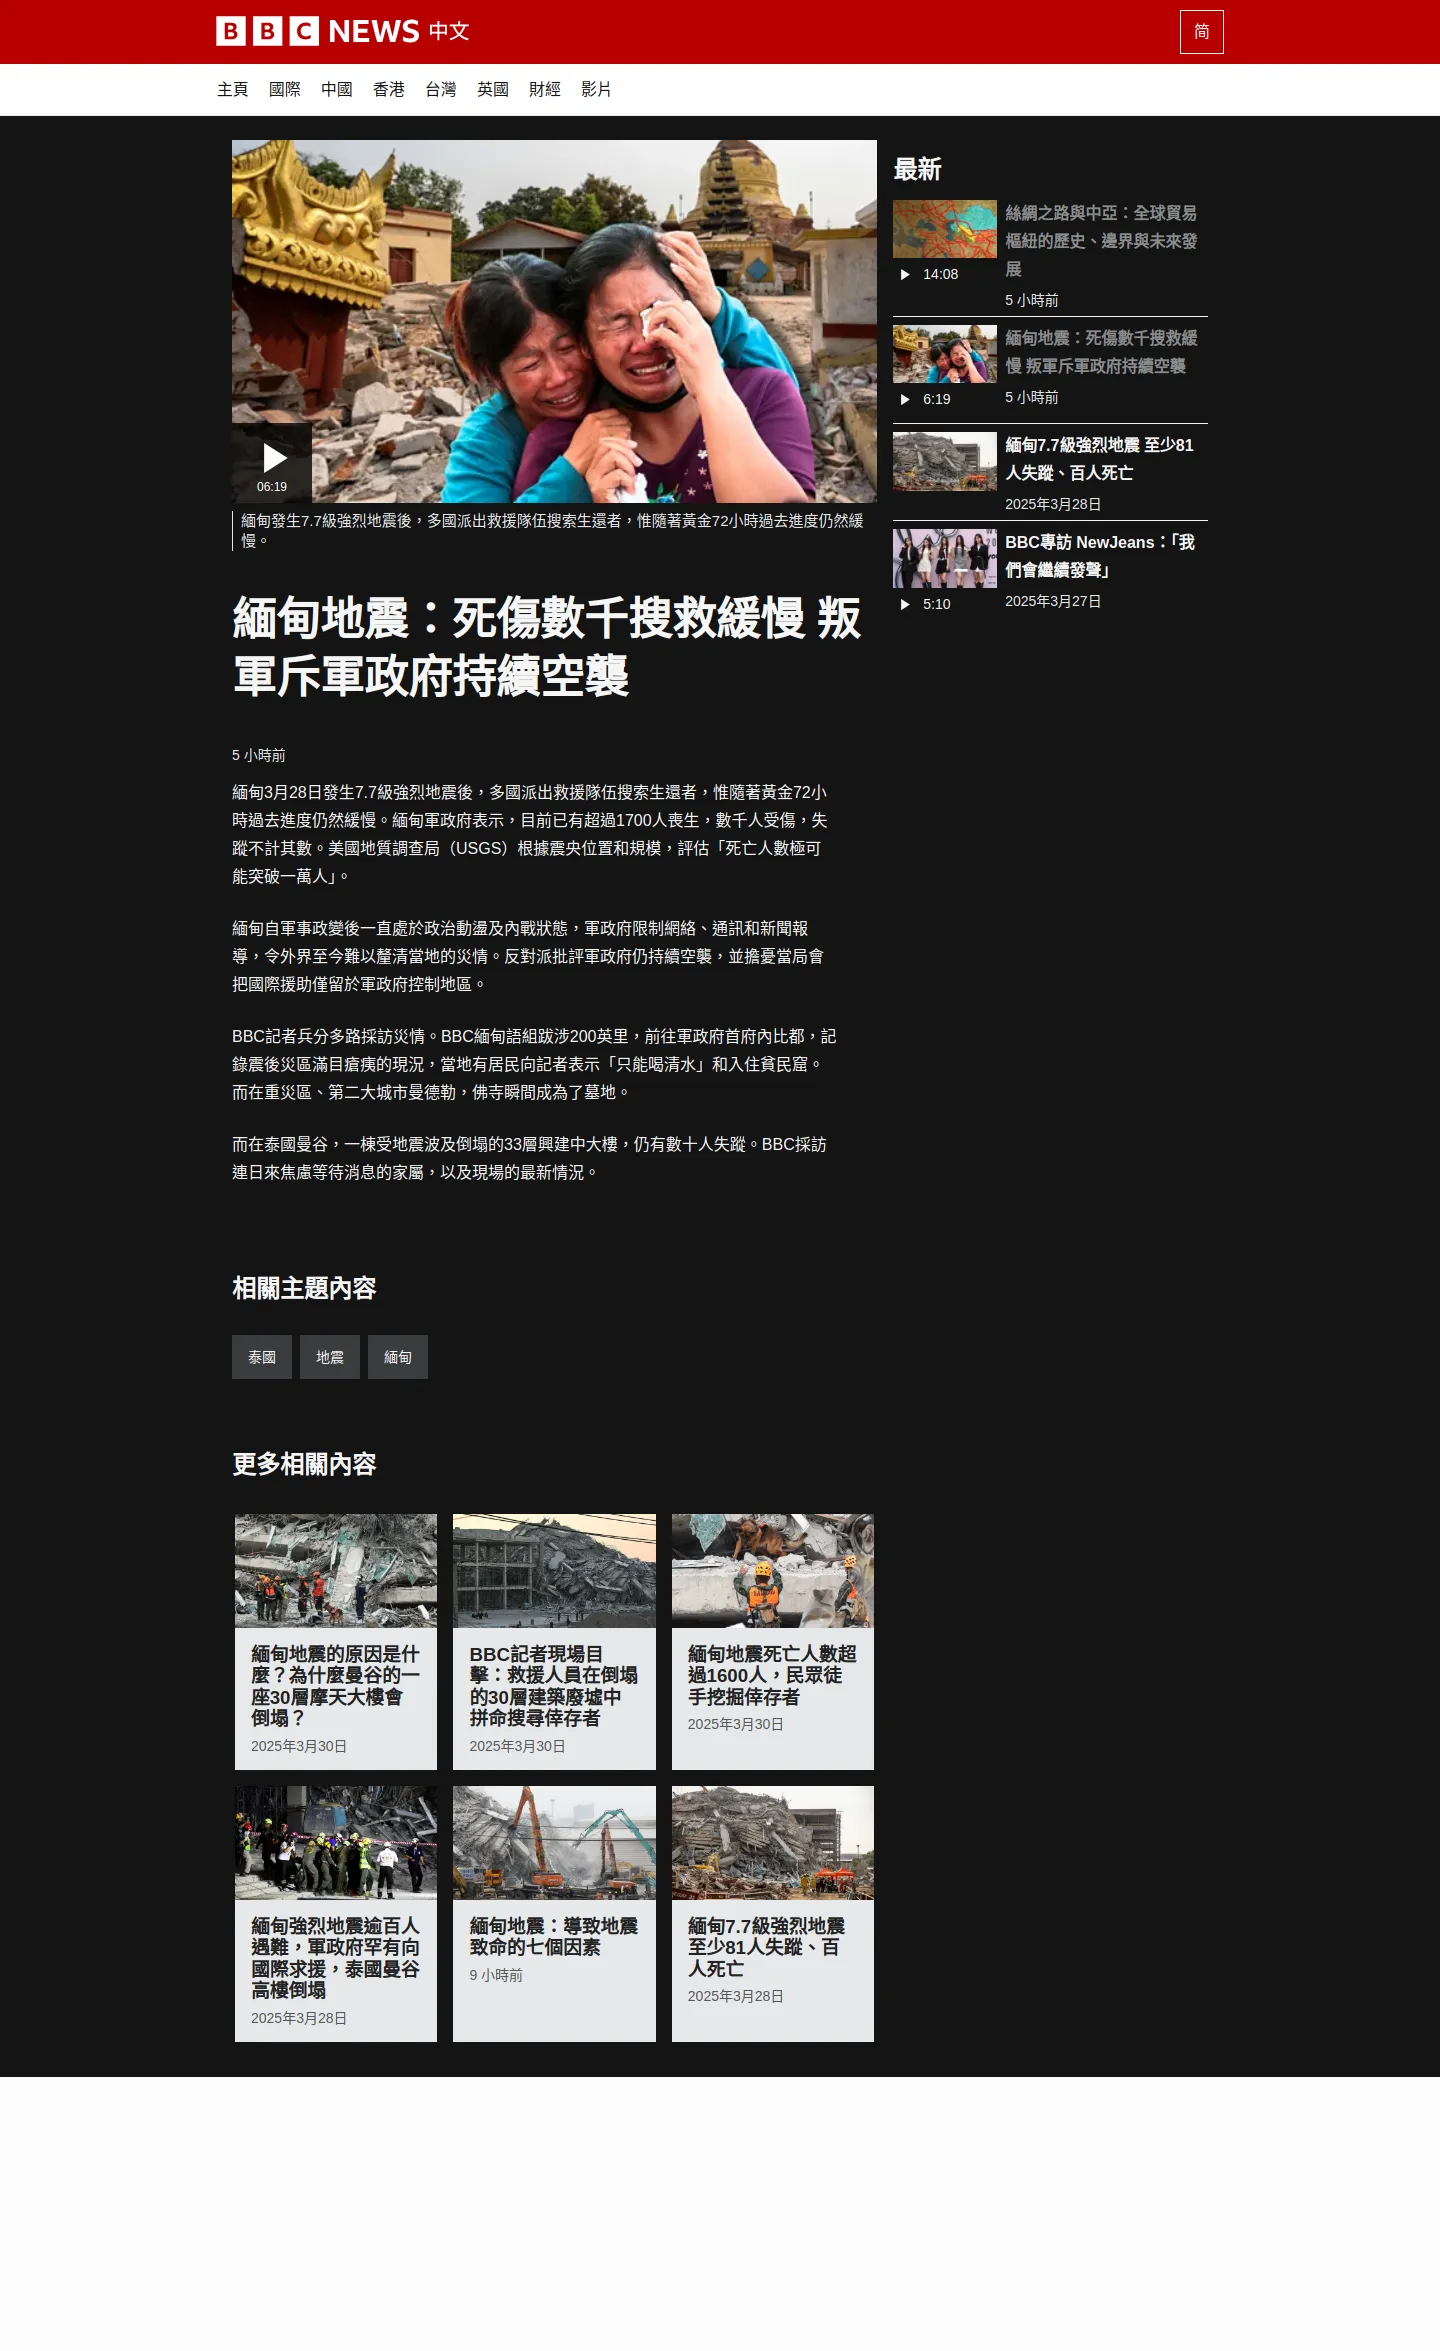 BBC NEWS 中文
简
主頁 國際 中國 香港 台灣 英國 財經 影片
06:19
緬甸發生7.7級強烈地震後，多國派出救援隊伍搜索生還者，惟隨著黃金72小時過去進度仍然緩
慢。
緬甸地震：死傷數千搜救緩慢 叛
軍斥軍政府持續空襲
5 小時前
緬甸3月28日發生7.7級強烈地震後，多國派出救援隊伍搜索生還者，惟隨著黃金72小
時過去進度仍然緩慢。緬甸軍政府表示，目前已有超過1700人喪生，數千人受傷，失
蹤不計其數。美國地質調查局（USGS）根據震央位置和規模，評估「死亡人數極可
能突破一萬人」。
緬甸自軍事政變後一直處於政治動盪及內戰狀態，軍政府限制網絡、通訊和新聞報
導，令外界至今難以釐清當地的災情。反對派批評軍政府仍持續空襲，並擔憂當局會
把國際援助僅留於軍政府控制地區。
BBC記者兵分多路採訪災情。BBC緬甸語組跋涉200英里，前往軍政府首府內比都，記
錄震後災區滿目瘡痍的現況，當地有居民向記者表示「只能喝清水」和入住貧民窟。
而在重災區、第二大城市曼德勒，佛寺瞬間成為了墓地。
而在泰國曼谷，一棟受地震波及倒塌的33層興建中大樓，仍有數十人失蹤。BBC採訪
連日來焦慮等待消息的家屬，以及現場的最新情況。
最新
絲綢之路與中亞：全球貿易
樞紐的歷史、邊界與未來發
展
14:08
5 小時前
緬甸地震：死傷數千搜救緩
慢 叛軍斥軍政府持續空襲
6:19
5 小時前
緬甸7.7級強烈地震 至少81
人失蹤、百人死亡
2025年3月28日
BBC專訪 NewJeans：「我
們會繼續發聲」
5:10
2025年3月27日
相關主題內容
泰國 地震 緬甸
更多相關內容
緬甸地震的原因是什
麼？為什麼曼谷的一
座30層摩天大樓會
倒塌？
2025年3月30日
BBC記者現場目
擊：救援人員在倒塌
的30層建築廢墟中
拼命搜尋倖存者
2025年3月30日
緬甸地震死亡人數超
過1600人，民眾徒
手挖掘倖存者
2025年3月30日
緬甸強烈地震逾百人
遇難，軍政府罕有向
國際求援，泰國曼谷
高樓倒塌
2025年3月28日
緬甸地震：導致地震
致命的七個因素
9 小時前
緬甸7.7級強烈地震
至少81人失蹤、百
人死亡
2025年3月28日